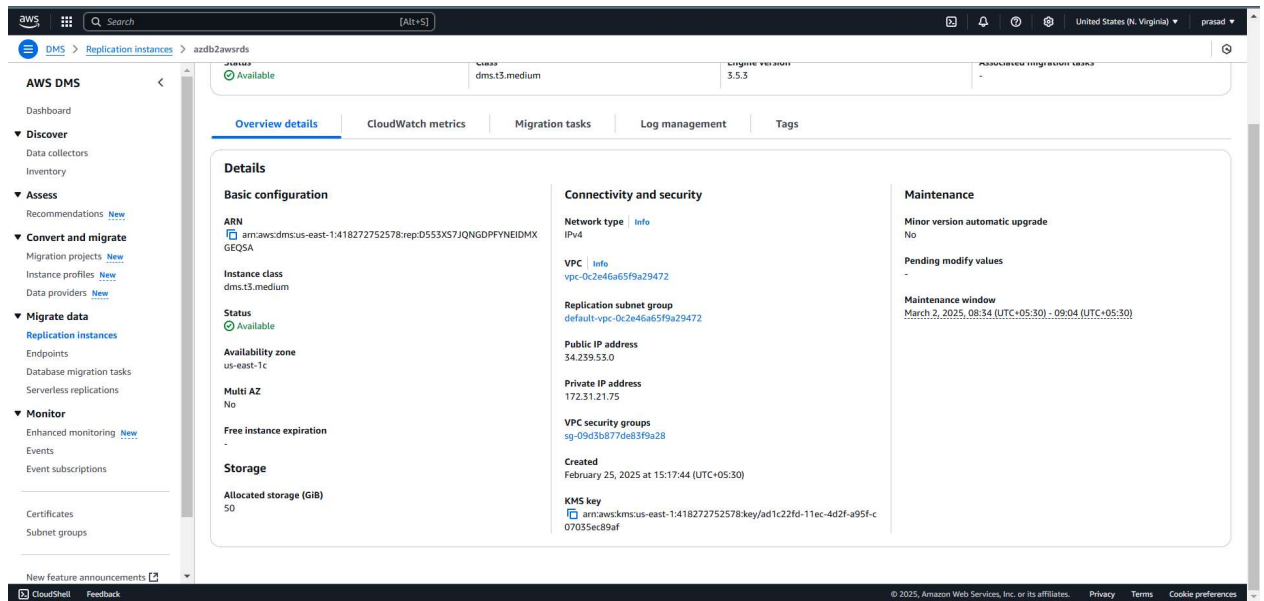 aws
Search
[Alt+S]
United States (N. Virginia)
prasad
DMS > Replication instances > azdb2awsrds
AWS DMS
Dashboard
Discover
Data collectors
Inventory
Assess
Recommendations New
Convert and migrate
Migration projects New
Instance profiles New
Data providers New
Migrate data
Replication instances
Endpoints
Database migration tasks
Serverless replications
Monitor
Enhanced monitoring New
Events
Event subscriptions
Certificates
Subnet groups
New feature announcements
Status
Available
Class
dms.t3.medium
Engine version
3.5.3
Associated migration tasks
-
Overview details
CloudWatch metrics
Migration tasks
Log management
Tags
Details
Basic configuration
ARN
arn:aws:dms:us-east-1:418272752578:rep:D553XS7JQNGDPFYNEIDMX
GEQSA
Instance class
dms.t3.medium
Status
Available
Availability zone
us-east-1c
Multi AZ
No
Free instance expiration
-
Storage
Allocated storage (GiB)
50
Connectivity and security
Network type Info
IPv4
VPC Info
vpc-0c2e46a65f9a29472
Replication subnet group
default-vpc-0c2e46a65f9a29472
Public IP address
34.239.53.0
Private IP address
172.31.21.75
VPC security groups
sg-09d3b877de83f9a28
Created
February 25, 2025 at 15:17:44 (UTC+05:30)
KMS key
arn:aws:kms:us-east-1:418272752578:key/ad1c22fd-11ec-4d2f-a95f-c
07035ec89af
Maintenance
Minor version automatic upgrade
No
Pending modify values
-
Maintenance window
March 2, 2025, 08:34 (UTC+05:30) - 09:04 (UTC+05:30)
CloudShell
Feedback
© 2025, Amazon Web Services, Inc. or its affiliates.
Privacy
Terms
Cookie preferences